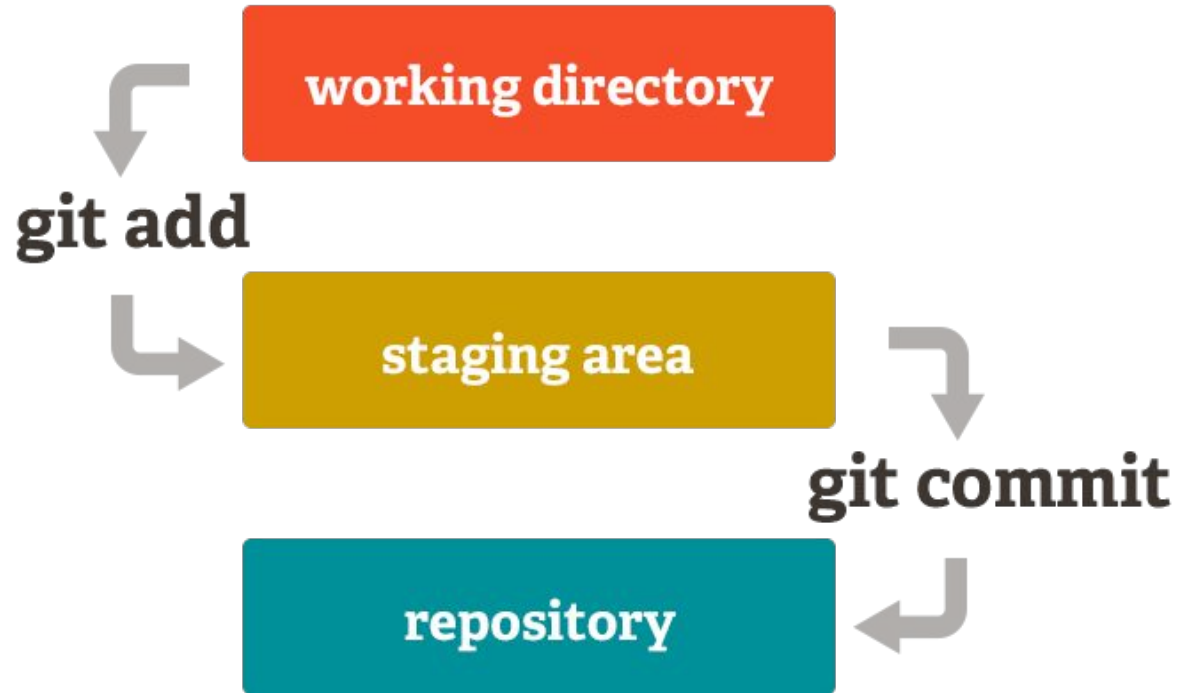 working directory
git add
staging area
git commit
repository